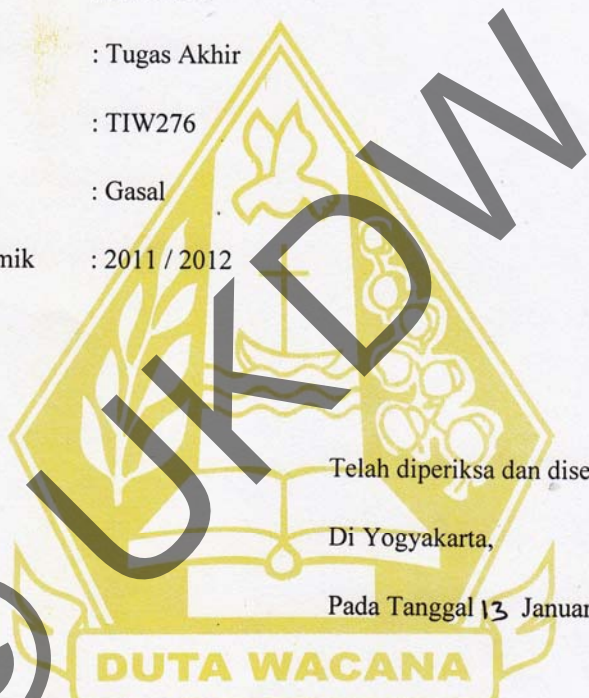 : Tugas Akhir
: TIW276
: Gasal
mik : 2011 / 2012
Telah diperiksa dan dise
Di Yogyakarta,
Pada Tanggal 13 Januar
DUTA WACANA
© UKDW